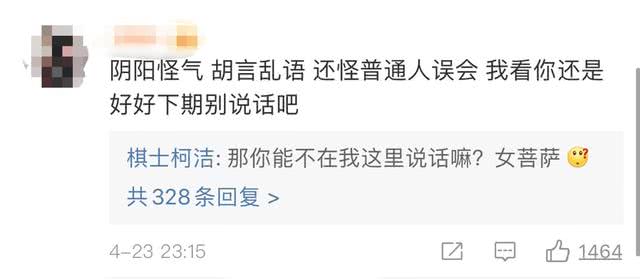 阴阳怪气 胡言乱语 还怪普通人误会 我看你还是
好好下期别说话吧
棋士柯洁: 那你能不在我这里说话嘛？女菩萨
共328条回复 >
4-23 23:15
1464